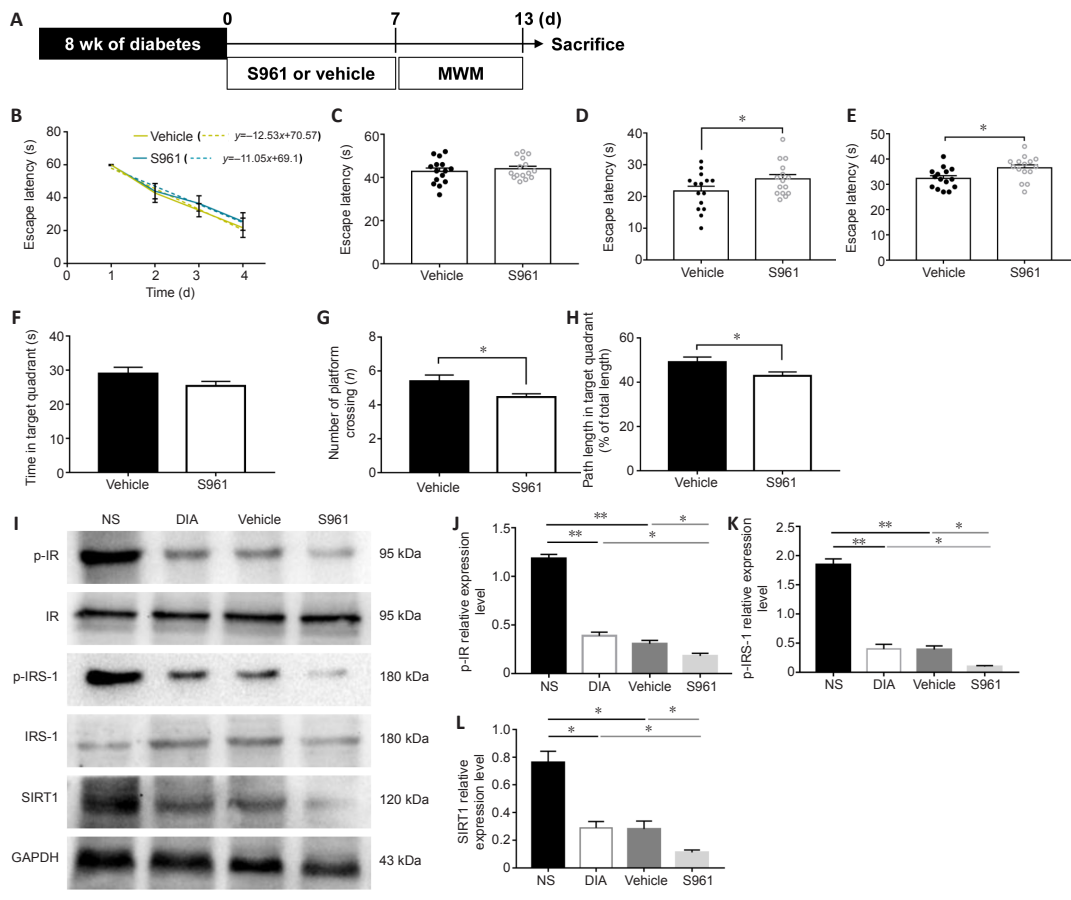 A
0
7
13 (d)
8 wk of diabetes
Sacrifice
S961 or vehicle
MWM
B
Escape latency (s)
80
60
40
20
0
Vehicle ( y=−12.53x+70.57)
S961 ( y=−11.05x+69.1)
0 1 2 3 4
Time (d)
C
Escape latency (s)
60
40
20
0
Vehicle S961
D
Escape latency (s)
40
30
20
10
0
*
Vehicle S961
E
Escape latency (s)
50
40
30
20
10
0
*
Vehicle S961
F
Time in target quadrant (s)
40
30
20
10
0
Vehicle S961
G
Number of platform
crossing (n)
8
6
4
2
0
*
Vehicle S961
H
Path length in target quadrant
(% of total length)
60
40
20
0
*
Vehicle S961
I
NS DIA Vehicle S961
p-IR 95 kDa
IR 95 kDa
p-IRS-1 180 kDa
IRS-1 180 kDa
SIRT1 120 kDa
GAPDH 43 kDa
J
p-IR relative expression
level
1.5
1.0
0.5
0
** *
** *
NS DIA Vehicle S961
K
p-IRS-1 relative expression
level
2.5
2.0
1.5
1.0
0.5
0
** *
** *
NS DIA Vehicle S961
L
SIRT1 relative
expression level
1.0
0.8
0.6
0.4
0.2
0
* *
* *
NS DIA Vehicle S961